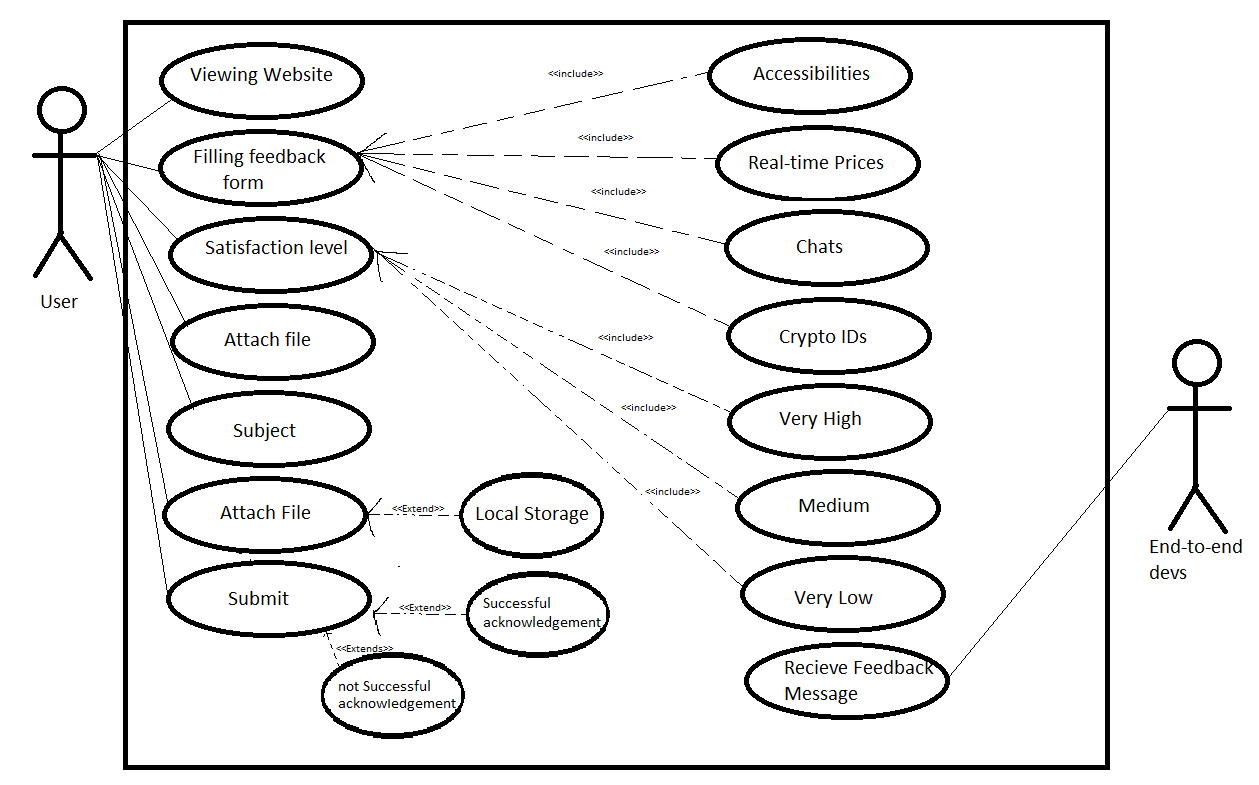 Viewing Website
<<include>>
Accessibilities
Filling feedback
form
<<include>>
Real-time Prices
<<include>>
Satisfaction level
Chats
<<include>>
User
Attach file
<<include>>
Crypto IDs
Subject
<<include>>
Very High
Attach File
<<Extend>>
Local Storage
<<include>>
Medium
End-to-end
devs
Submit
<<Extend>>
Successful
acknowledgement
Very Low
<<Extends>>
not Successful
acknowledgement
Recieve Feedback
Message